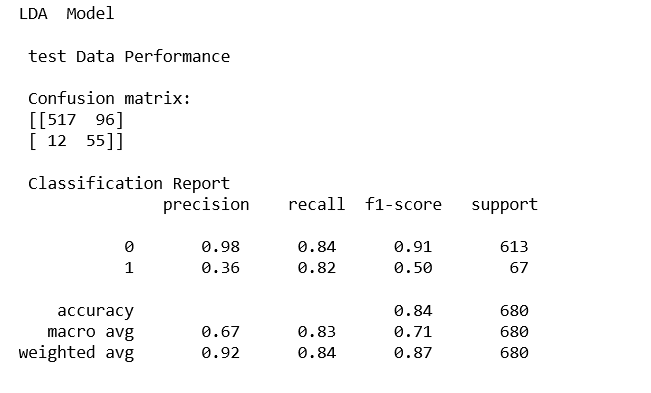 LDA  Model
test Data Performance
Confusion matrix:
[[517  96]
[ 12  55]]
Classification Report
precision    recall  f1-score   support
0       0.98      0.84      0.91       613
1       0.36      0.82      0.50        67
accuracy                           0.84       680
macro avg       0.67      0.83      0.71       680
weighted avg       0.92      0.84      0.87       680